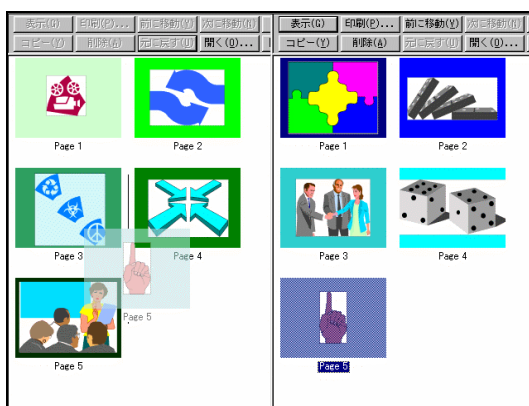 表示(G) 印刷(P)... 前に移動(Y) 次に移動(N)
コピー(Y) 削除(A) 元に戻す(U) 開く(O)...
Page 1 Page 2
Page 3 Page 4
Page 5
Page 5
表示(G) 印刷(P)... 前に移動(Y) 次に移動(N)
コピー(Y) 削除(A) 元に戻す(U) 開く(O)...
Page 1 Page 2
Page 3 Page 4
Page 5